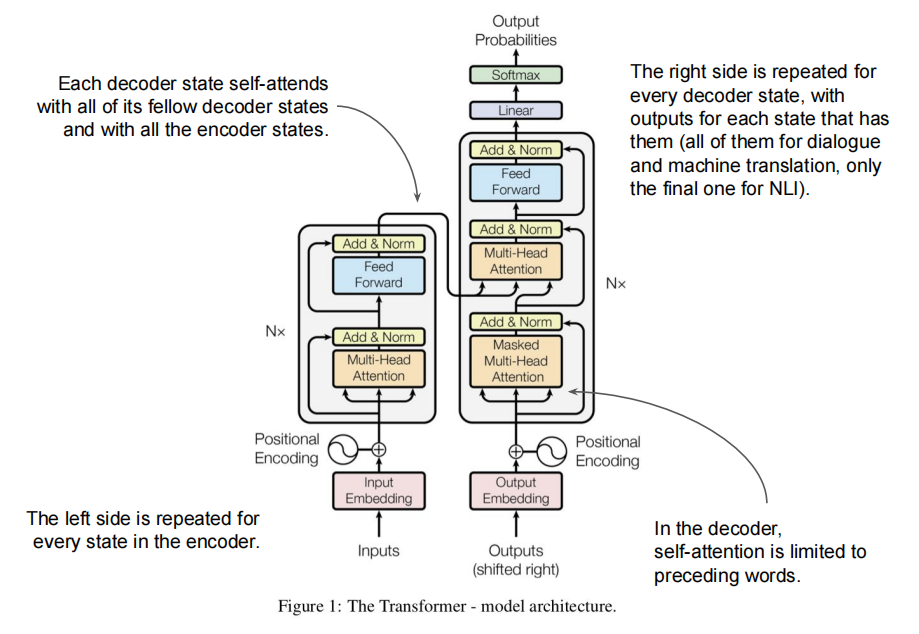 Output
Probabilities
Each decoder state self-attends
with all of its fellow decoder states
and with all the encoder states.
The right side is repeated for
every decoder state, with
outputs for each state that has
them (all of them for dialogue
and machine translation, only
the final one for NLI).
Softmax
Linear
Add & Norm
Feed
Forward
Add & Norm
Multi-Head
Attention
Add & Norm
Masked
Multi-Head
Attention
N×
Add & Norm
Feed
Forward
Add & Norm
Multi-Head
Attention
N×
Positional
Encoding
Positional
Encoding
Input
Embedding
Output
Embedding
Inputs
Outputs
(shifted right)
The left side is repeated for
every state in the encoder.
In the decoder,
self-attention is limited to
preceding words.
Figure 1: The Transformer - model architecture.